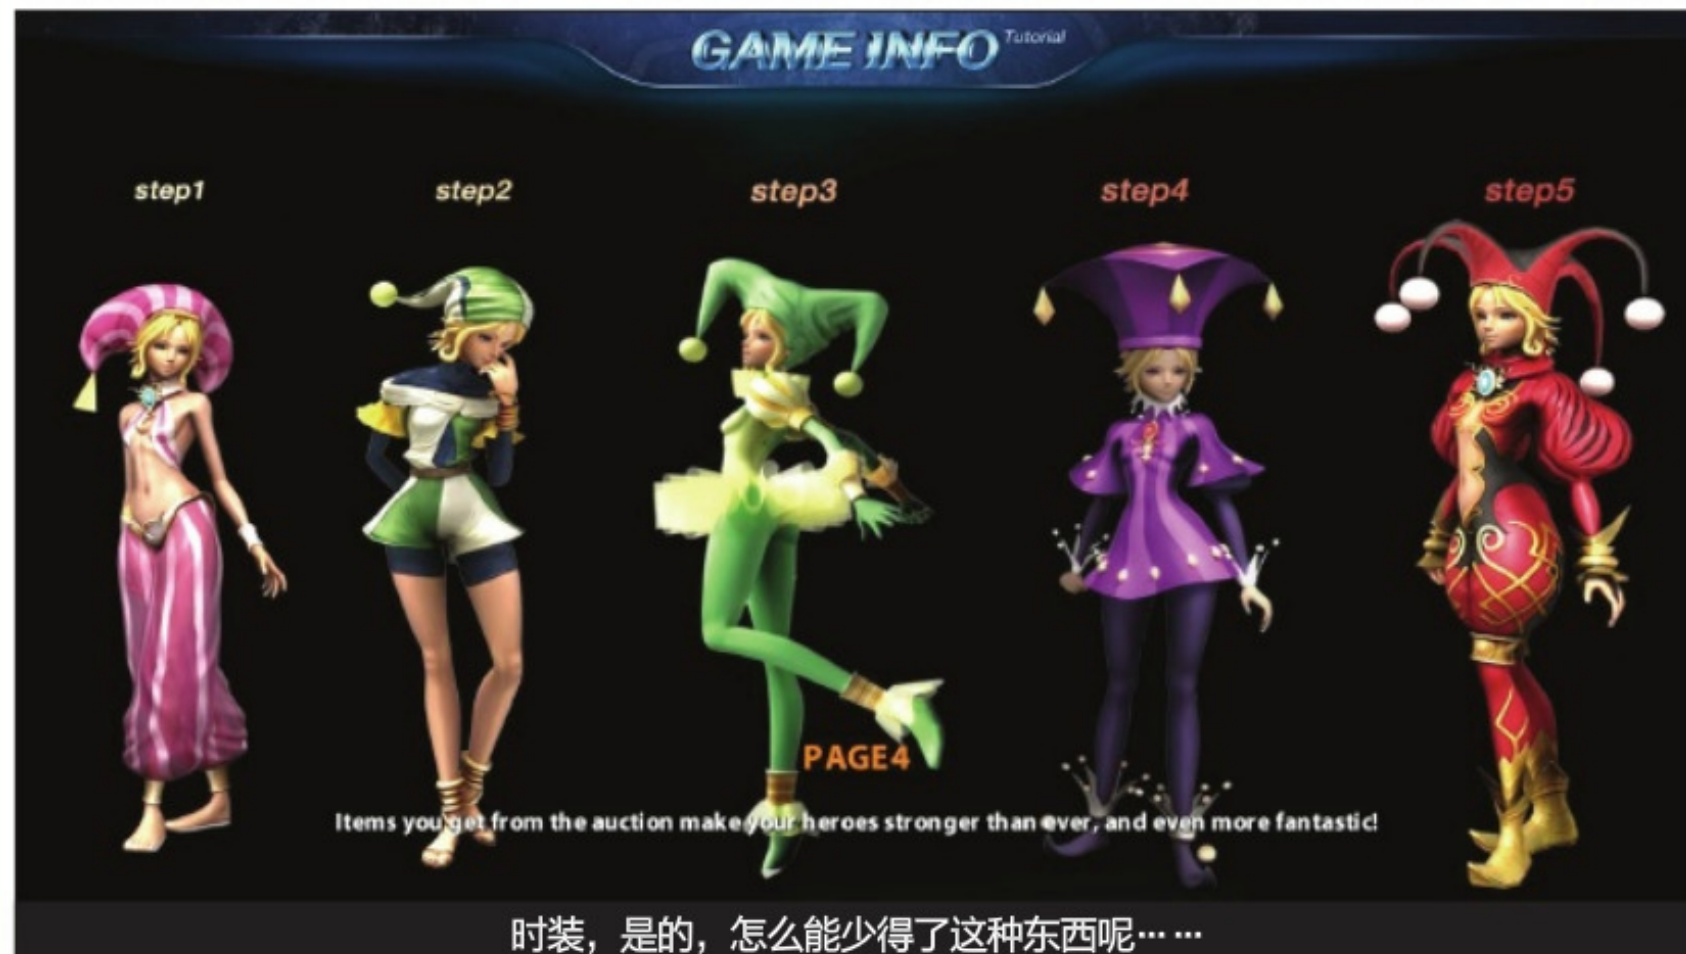 GAME INFO Tutorial
step1 step2 step3 step4 step5
PAGE4
Items you get from the auction make your heroes stronger than ever, and even more fantastic!
时装，是的，怎么能少得了这种东西呢……